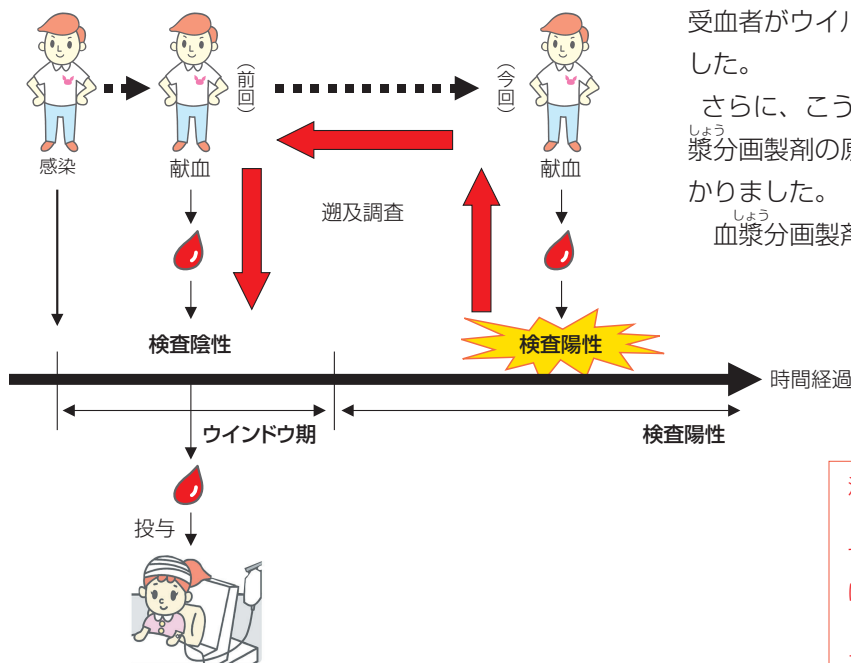 （前回）
（今回）
感染
献血
献血
遡及調査
検査陰性
検査陽性
時間経過
ウインドウ期
検査陽性
投与
受血者がウイ
した。
さらに、こう
しょう
漿分画製剤の
かりました。
しょう
血漿分画製剤